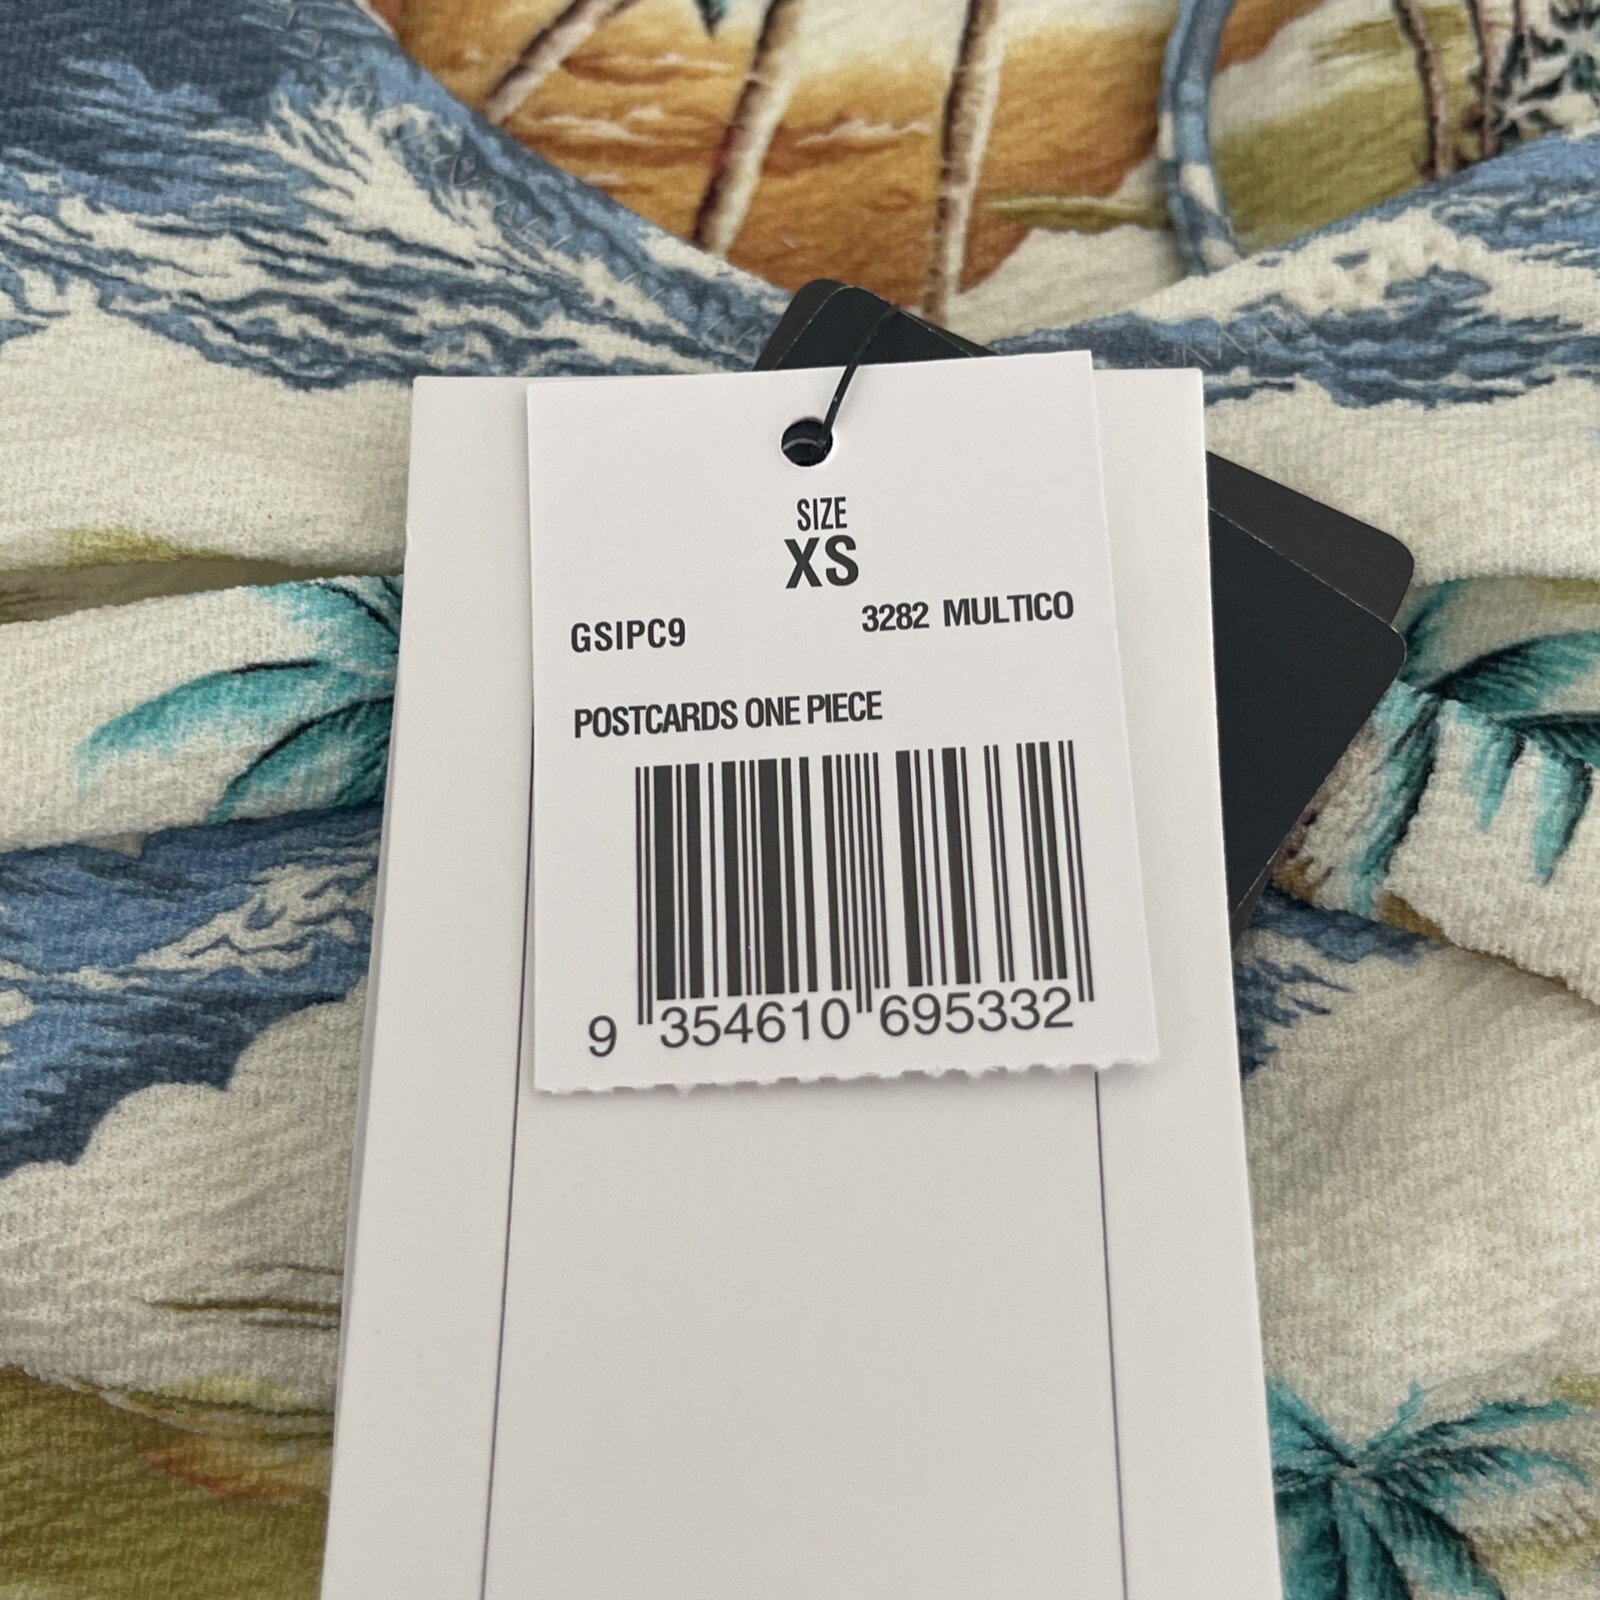 SIZE
XS
GSIPC9 3282 MULTICO
POSTCARDS ONE PIECE
9 354610 695332